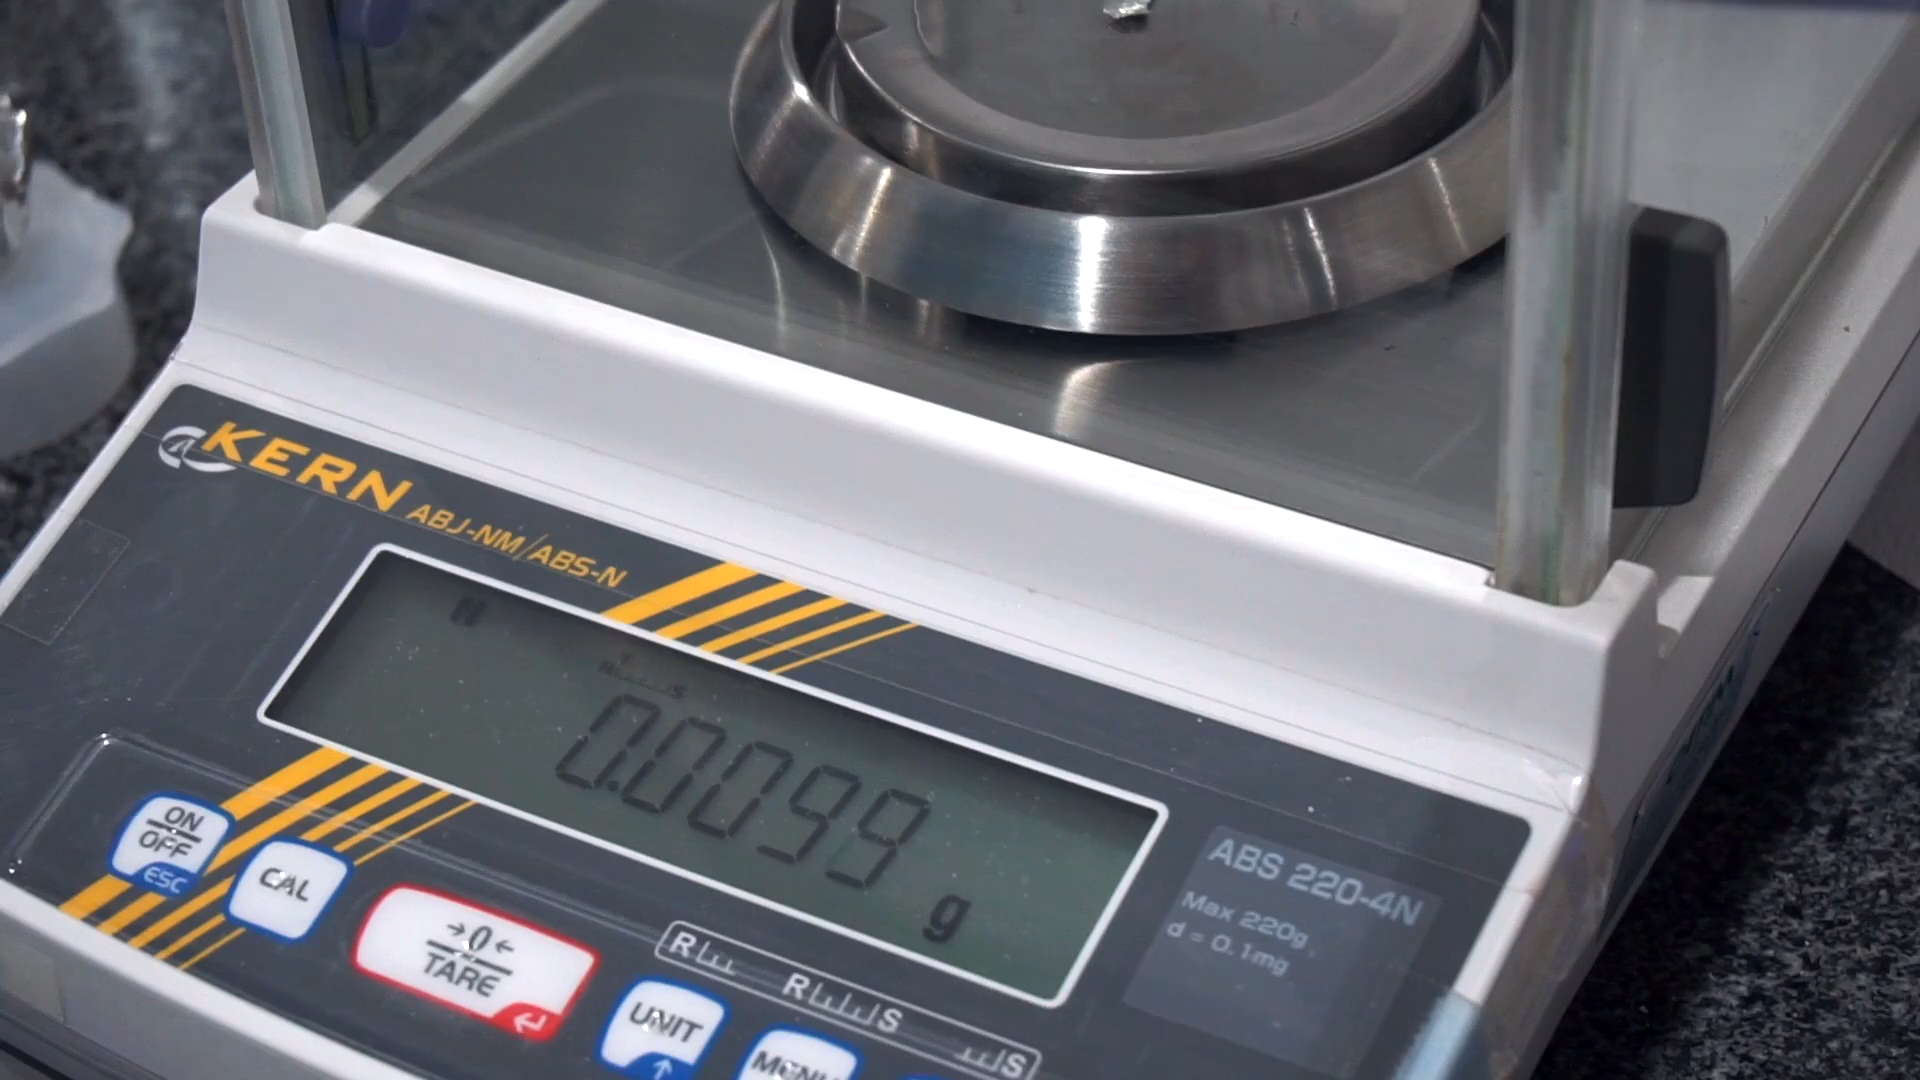 KERN ABJ-NM/ABS-N
0.0099 g
ABS 220-4N
Max 220g
d = 0.1mg
ON
OFF
ESC
CAL
→0←
TARE
UNIT
MENU
R
R S
S